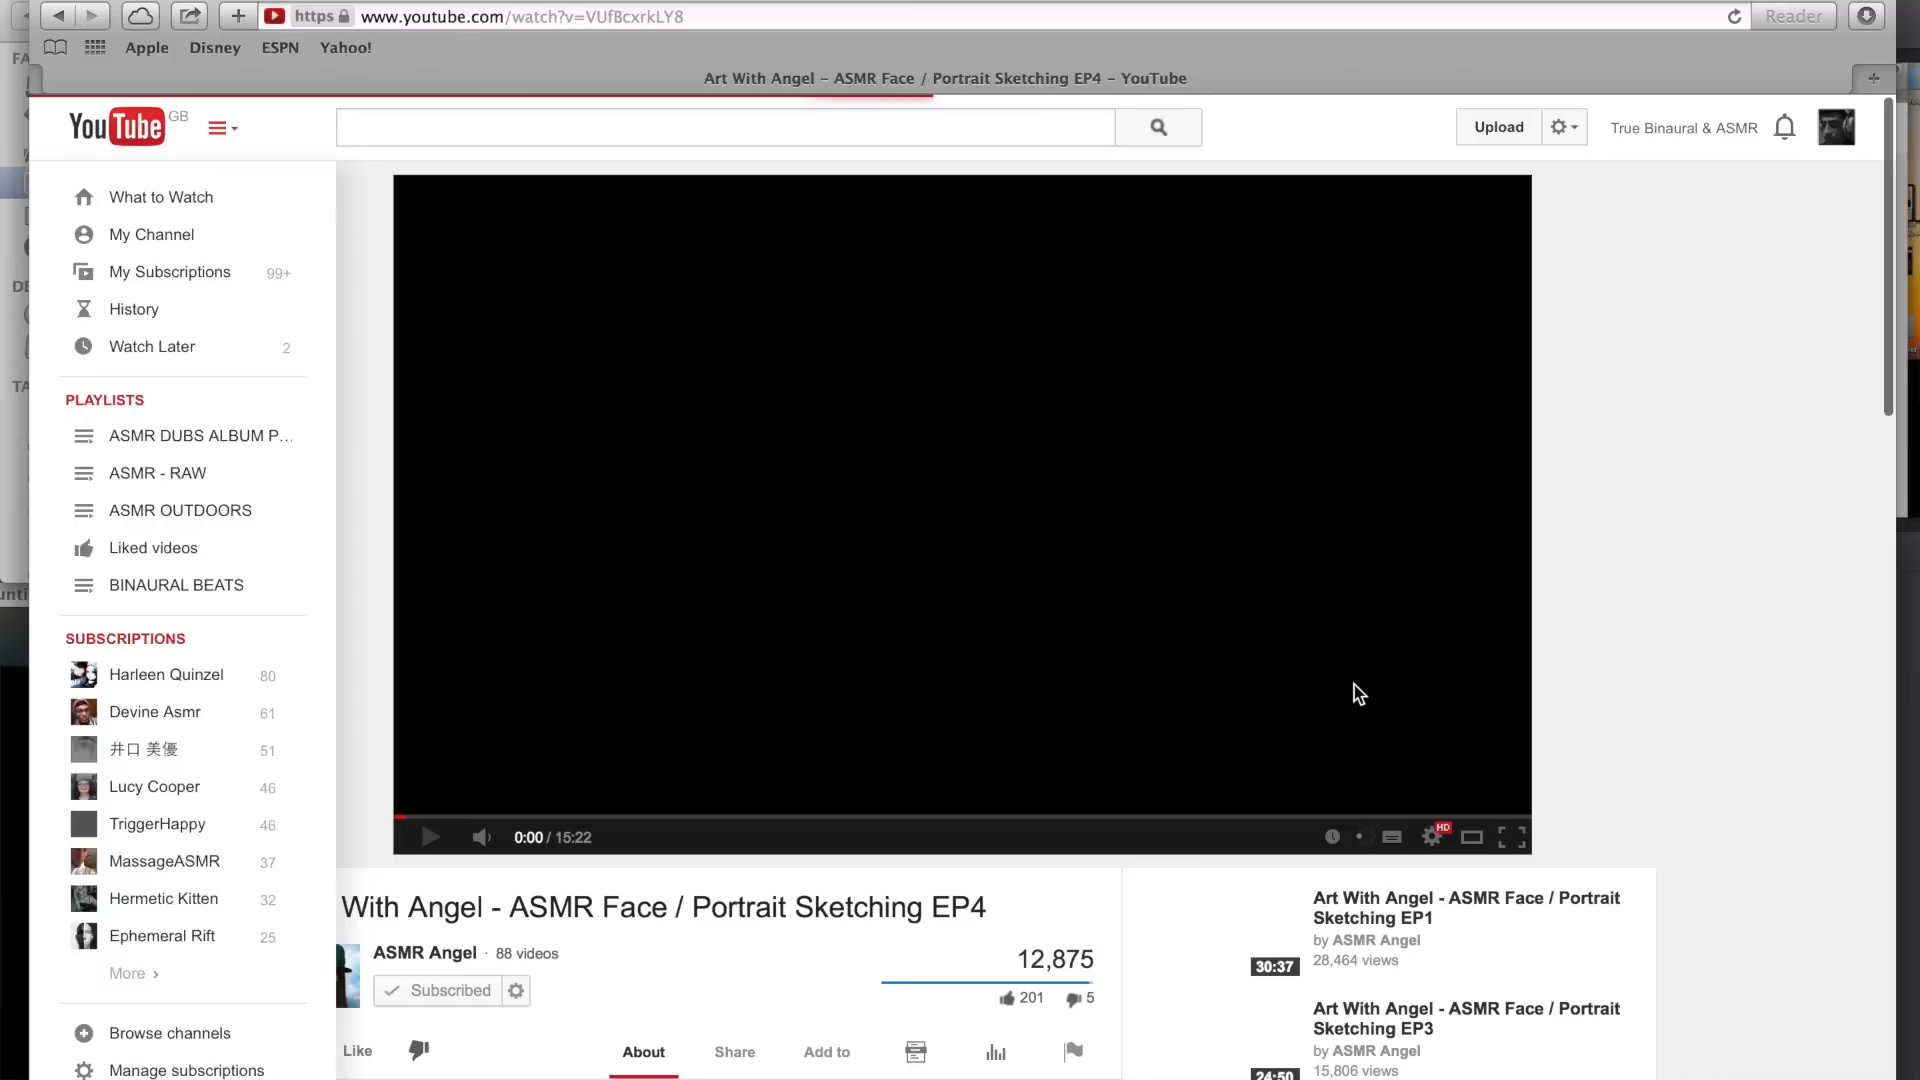 https www.youtube.com/watch?v=VUfBcxrkLY8
Reader
Apple Disney ESPN Yahoo!
Art With Angel – ASMR Face / Portrait Sketching EP4 – YouTube
FA
YouTube GB
Upload
True Binaural & ASMR
What to Watch
My Channel
My Subscriptions 99+
DE
History
Watch Later 2
TA
PLAYLISTS
ASMR DUBS ALBUM P...
ASMR - RAW
ASMR OUTDOORS
Liked videos
BINAURAL BEATS
unti
SUBSCRIPTIONS
Harleen Quinzel 80
Devine Asmr 61
井口 美優 51
Lucy Cooper 46
TriggerHappy 46
MassageASMR 37
Hermetic Kitten 32
Ephemeral Rift 25
More
Browse channels
Manage subscriptions
0:00 / 15:22
HD
With Angel - ASMR Face / Portrait Sketching EP4
ASMR Angel · 88 videos
Subscribed
12,875
201 5
Like
About Share Add to
Art With Angel - ASMR Face / Portrait
Sketching EP1
by ASMR Angel
28,464 views
30:37
Art With Angel - ASMR Face / Portrait
Sketching EP3
by ASMR Angel
15,806 views
24:50